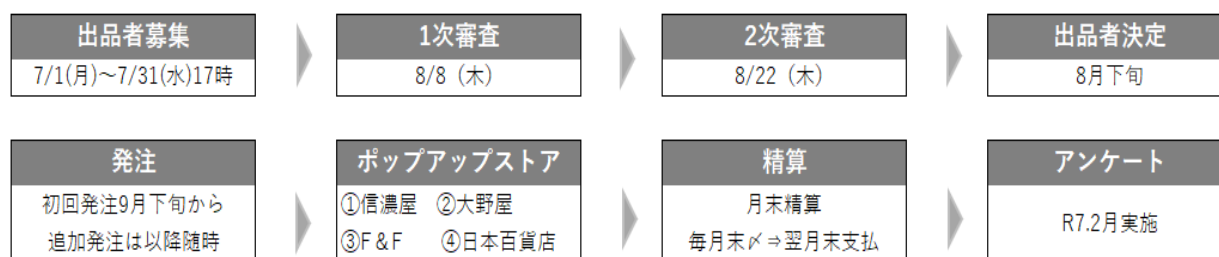 出品者募集
7/1(月)～7/31(水)17時
1次審査
8/8（木）
2次審査
8/22（木）
出品者決定
8月下旬
発注
初回発注9月下旬から
追加発注は以降随時
ポップアップストア
①信濃屋　②大野屋
③F＆F　④日本百貨店
精算
月末精算
毎月末〆⇒翌月末支払
アンケート
R7.2月実施